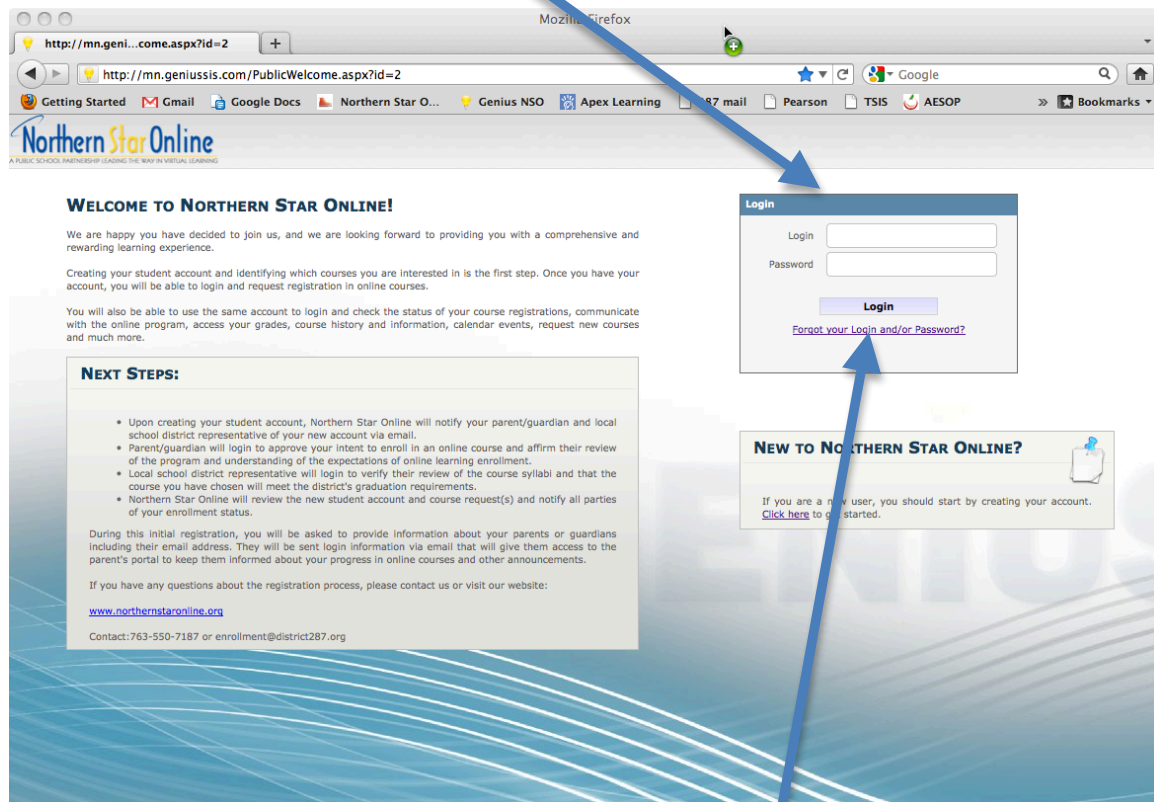 Mozilla Firefox
http://mn.geni...come.aspx?id=2
http://mn.geniussis.com/PublicWelcome.aspx?id=2
Google
Getting Started Gmail Google Docs Northern Star O... Genius NSO Apex Learning 87 mail Pearson TSIS AESOP » Bookmarks
Northern Star Online
A PUBLIC SCHOOL PARTNERSHIP LEADING THE WAY IN VIRTUAL LEARNING
WELCOME TO NORTHERN STAR ONLINE!
We are happy you have decided to join us, and we are looking forward to providing you with a comprehensive and
rewarding learning experience.
Creating your student account and identifying which courses you are interested in is the first step. Once you have your
account, you will be able to login and request registration in online courses.
You will also be able to use the same account to login and check the status of your course registrations, communicate
with the online program, access your grades, course history and information, calendar events, request new courses
and much more.
NEXT STEPS:
• Upon creating your student account, Northern Star Online will notify your parent/guardian and local
school district representative of your new account via email.
• Parent/guardian will login to approve your intent to enroll in an online course and affirm their review
of the program and understanding of the expectations of online learning enrollment.
• Local school district representative will login to verify their review of the course syllabi and that the
course you have chosen will meet the district's graduation requirements.
• Northern Star Online will review the new student account and course request(s) and notify all parties
of your enrollment status.
During this initial registration, you will be asked to provide information about your parents or guardians
including their email address. They will be sent login information via email that will give them access to the
parent's portal to keep them informed about your progress in online courses and other announcements.
If you have any questions about the registration process, please contact us or visit our website:
www.northernstaronline.org
Contact:763-550-7187 or enrollment@district287.org
Login
Login
Password
Login
Forgot your Login and/or Password?
NEW TO NORTHERN STAR ONLINE?
If you are a new user, you should start by creating your account.
Click here to get started.
ENIUS